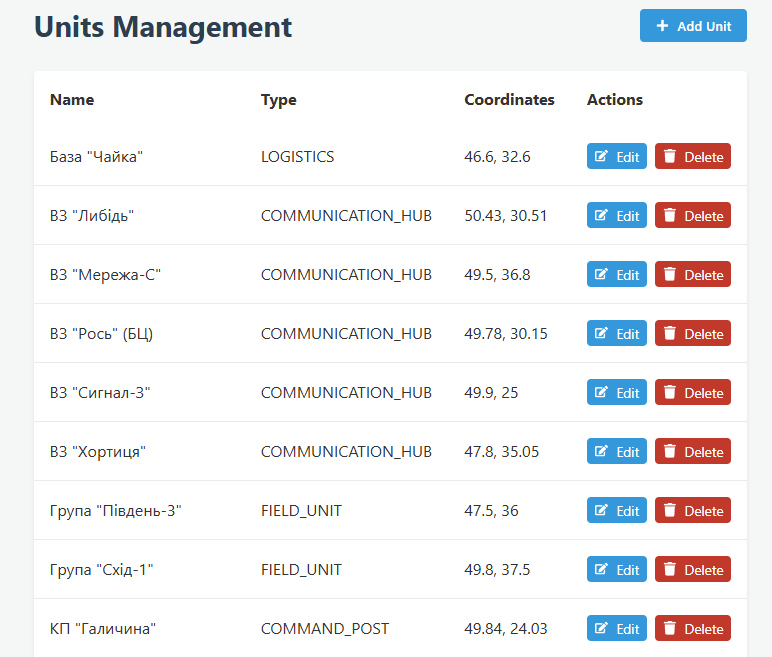 Units Management
Add Unit
Name Type Coordinates Actions
База "Чайка" LOGISTICS 46.6, 32.6 Edit Delete
ВЗ "Либідь" COMMUNICATION_HUB 50.43, 30.51 Edit Delete
ВЗ "Мережа-С" COMMUNICATION_HUB 49.5, 36.8 Edit Delete
ВЗ "Рось" (БЦ) COMMUNICATION_HUB 49.78, 30.15 Edit Delete
ВЗ "Сигнал-З" COMMUNICATION_HUB 49.9, 25 Edit Delete
ВЗ "Хортиця" COMMUNICATION_HUB 47.8, 35.05 Edit Delete
Група "Південь-3" FIELD_UNIT 47.5, 36 Edit Delete
Група "Схід-1" FIELD_UNIT 49.8, 37.5 Edit Delete
КП "Галичина" COMMAND_POST 49.84, 24.03 Edit Delete